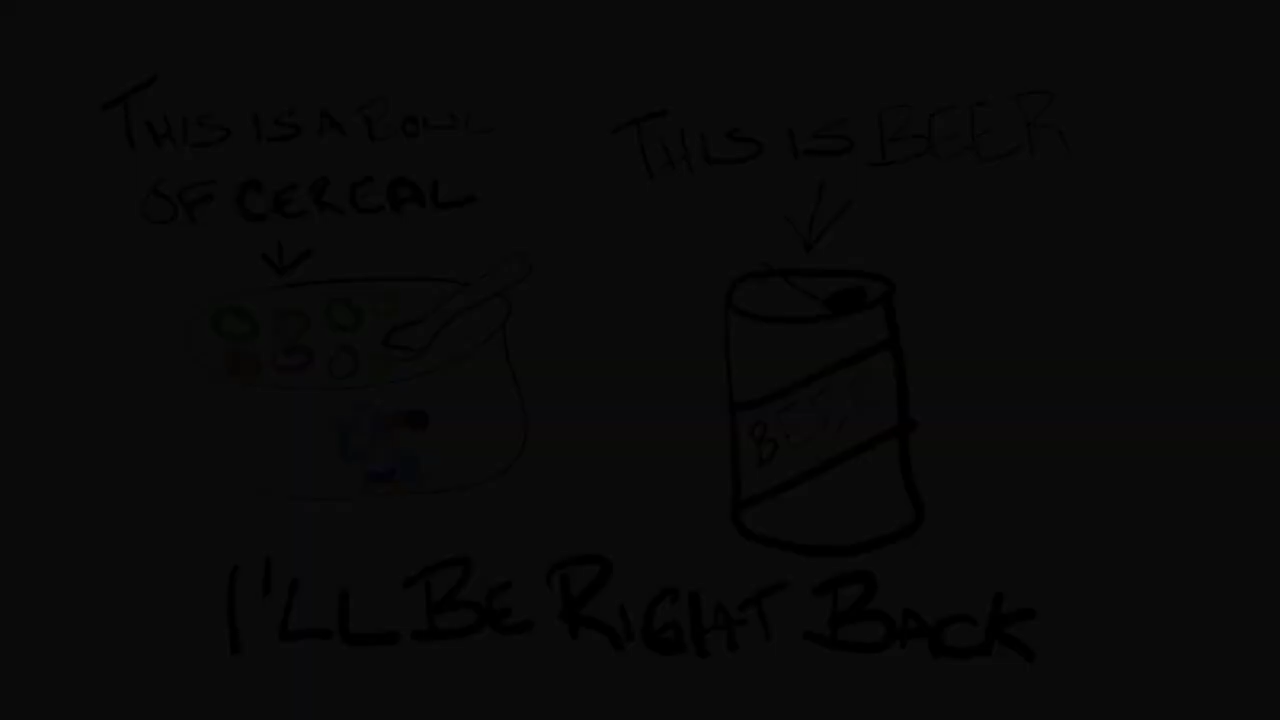 THIS IS A BOWL
OF CEREAL
THIS IS BEER
BEER
I'LL BE RIGHT BACK